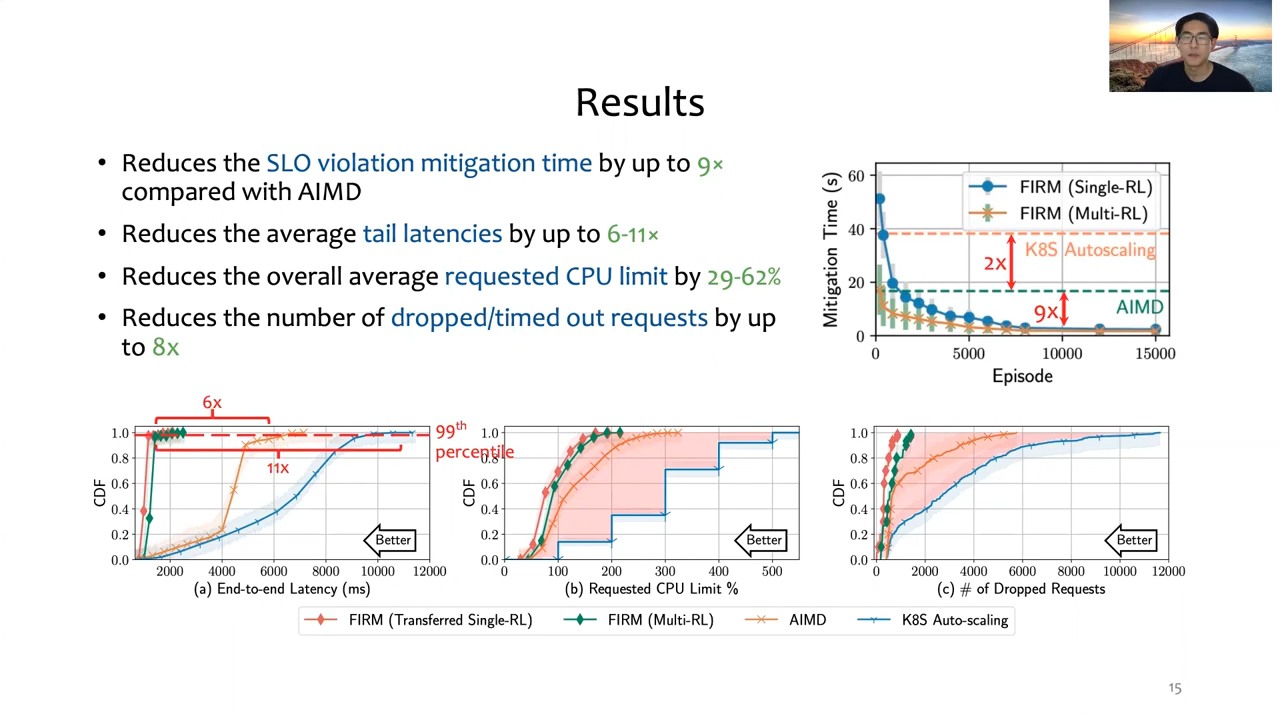 Results
• Reduces the SLO violation mitigation time by up to 9×
compared with AIMD
• Reduces the average tail latencies by up to 6-11×
• Reduces the overall average requested CPU limit by 29-62%
• Reduces the number of dropped/timed out requests by up
to 8x
Mitigation Time (s)
60
40
20
0
FIRM (Single-RL)
FIRM (Multi-RL)
K8S Autoscaling
2x
9x
AIMD
0 5000 10000 15000
Episode
6x
11x
99th
percentile
CDF
1.0
0.8
0.6
0.4
0.2
0.0
Better
2000 4000 6000 8000 10000 12000
(a) End-to-end Latency (ms)
CDF
1.0
0.8
0.6
0.4
0.2
0.0
Better
0 100 200 300 400 500
(b) Requested CPU Limit %
CDF
1.0
0.8
0.6
0.4
0.2
0.0
Better
0 2000 4000 6000 8000 10000 12000
(c) # of Dropped Requests
FIRM (Transferred Single-RL) FIRM (Multi-RL) AIMD K8S Auto-scaling
15